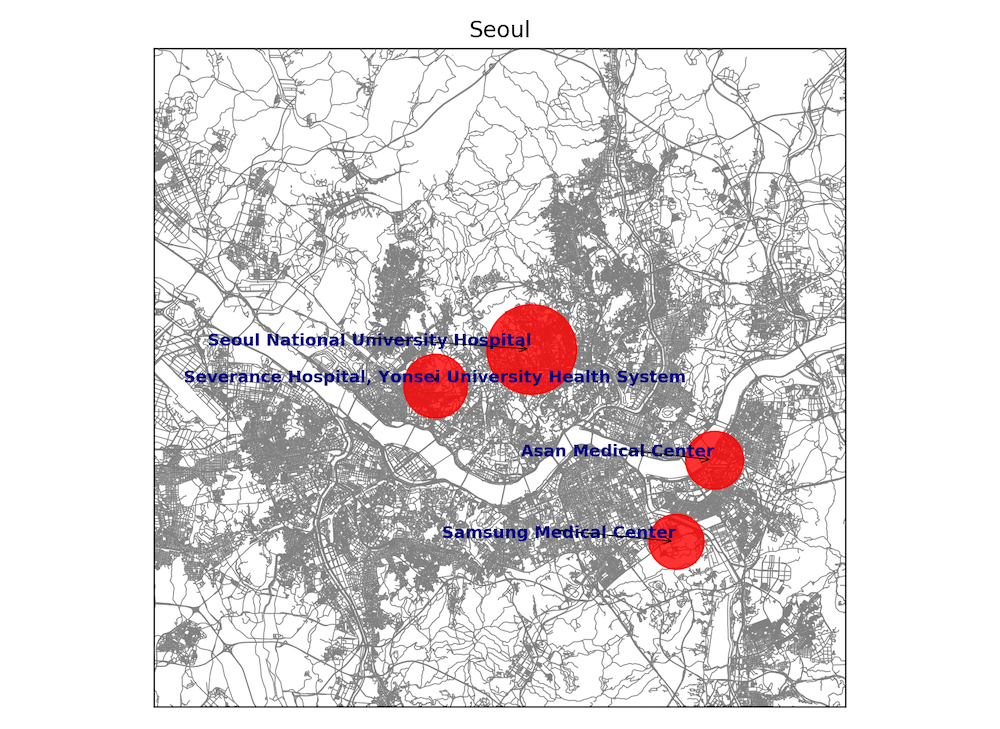 Seoul
Seoul National University Hospital
Severance Hospital, Yonsei University Health System
Asan Medical Center
Samsung Medical Center